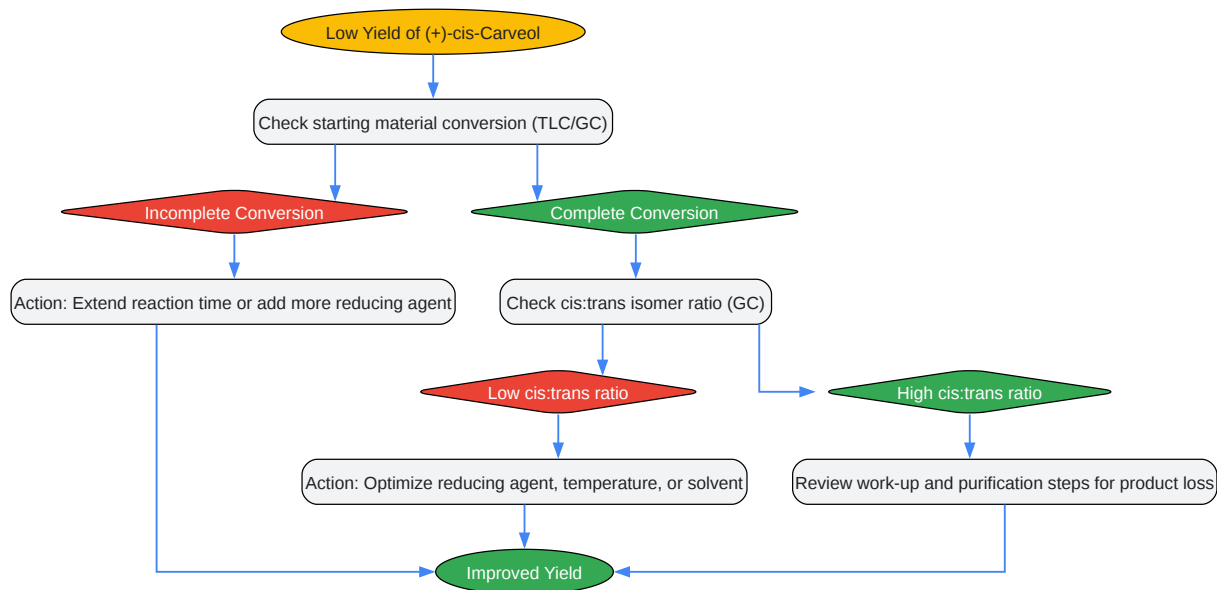 Low Yield of (+)-cis-Carveol
Check starting material conversion (TLC/GC)
Incomplete Conversion
Complete Conversion
Action: Extend reaction time or add more reducing agent
Check cis:trans isomer ratio (GC)
Low cis:trans ratio
High cis:trans ratio
Action: Optimize reducing agent, temperature, or solvent
Review work-up and purification steps for product loss
Improved Yield